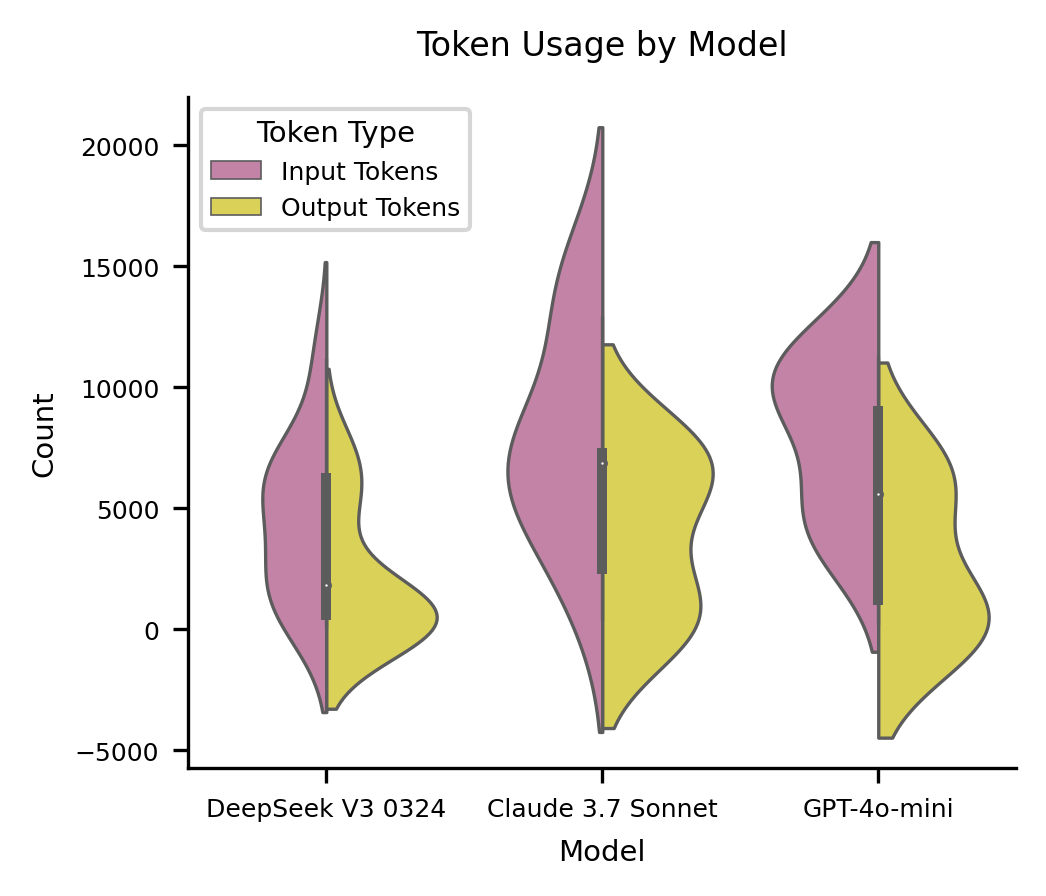 Token Usage by Model
Token Type
Input Tokens
Output Tokens
20000
15000
10000
5000
0
−5000
Count
DeepSeek V3 0324
Claude 3.7 Sonnet
GPT-4o-mini
Model